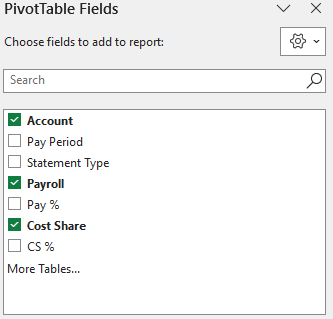 PivotTable Fields
Choose fields to add to report:
Search
Account
Pay Period
Statement Type
Payroll
Pay %
Cost Share
CS %
More Tables...